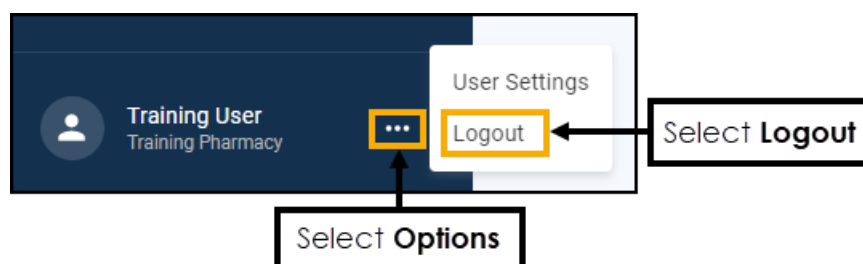 User Settings
Training User
Training Pharmacy
Logout
Select Logout
Select Options